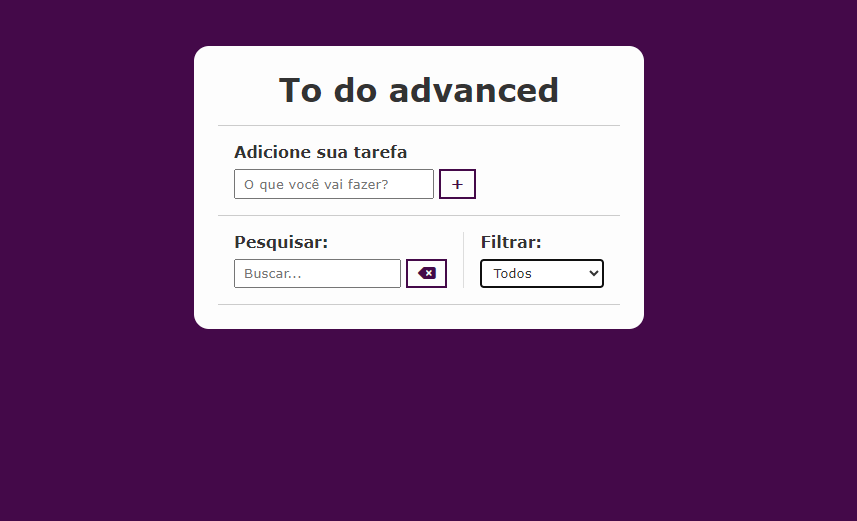 To do advanced
Adicione sua tarefa
O que você vai fazer?
+
Pesquisar:
Filtrar:
Buscar...
Todos